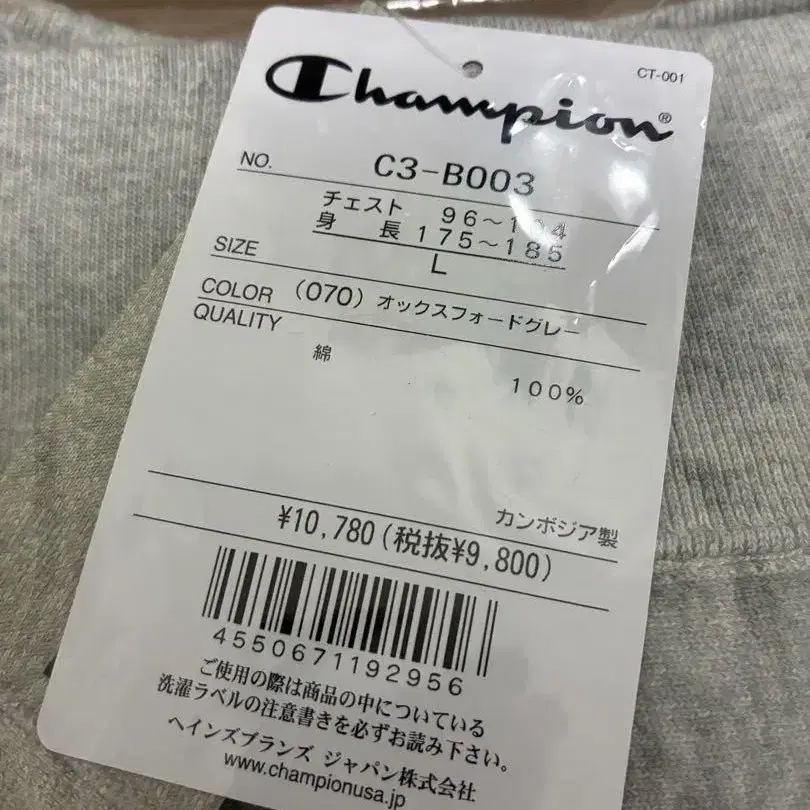 CT-001
Champion®
NO. C3-B003
チェスト 96～104
身長 175～185
SIZE L
COLOR (070) オックスフォードグレー
QUALITY
綿 100%
カンボジア製
¥10,780(税抜¥9,800)
4550671192956
ご使用の際は商品の中についている
洗濯ラベルの注意書きを必ずお読み下さい。
ヘインズブランズ ジャパン株式会社
www.championusa.jp